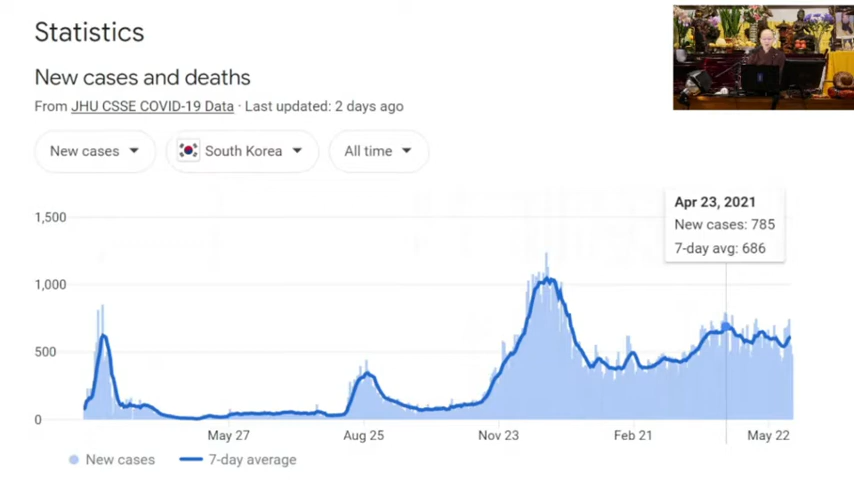 Statistics
New cases and deaths
From JHU CSSE COVID-19 Data · Last updated: 2 days ago
New cases South Korea All time
Apr 23, 2021
New cases: 785
7-day avg: 686
1,500
1,000
500
0
May 27 Aug 25 Nov 23 Feb 21 May 22
New cases 7-day average